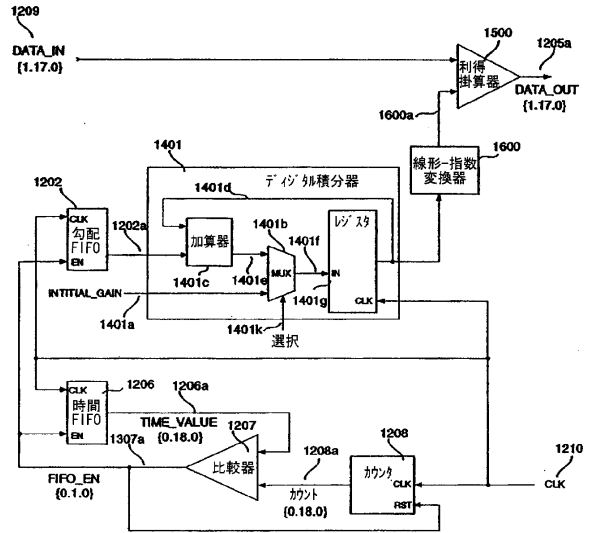 1209
DATA_IN
{1.17.0}
1500
利得
掛算器
1205a
DATA_OUT
{1.17.0}
1600a
1600
線形-指数
変換器
1401
ディジタル積分器
1401d
1202
CLK
勾配
FIFO
EN
1202a
加算器
1401c
1401b
MUX
1401e
1401f
レジスタ
IN
1401g
CLK
INTITIAL_GAIN
1401a
1401k
選択
CLK
時間
FIFO
EN
1206
1206a
TIME_VALUE
{0.18.0}
1307a
FIFO_EN
{0.1.0}
1207
比較器
1208a
カウント
{0.18.0}
1208
カウンタ
CLK
RST
1210
CLK